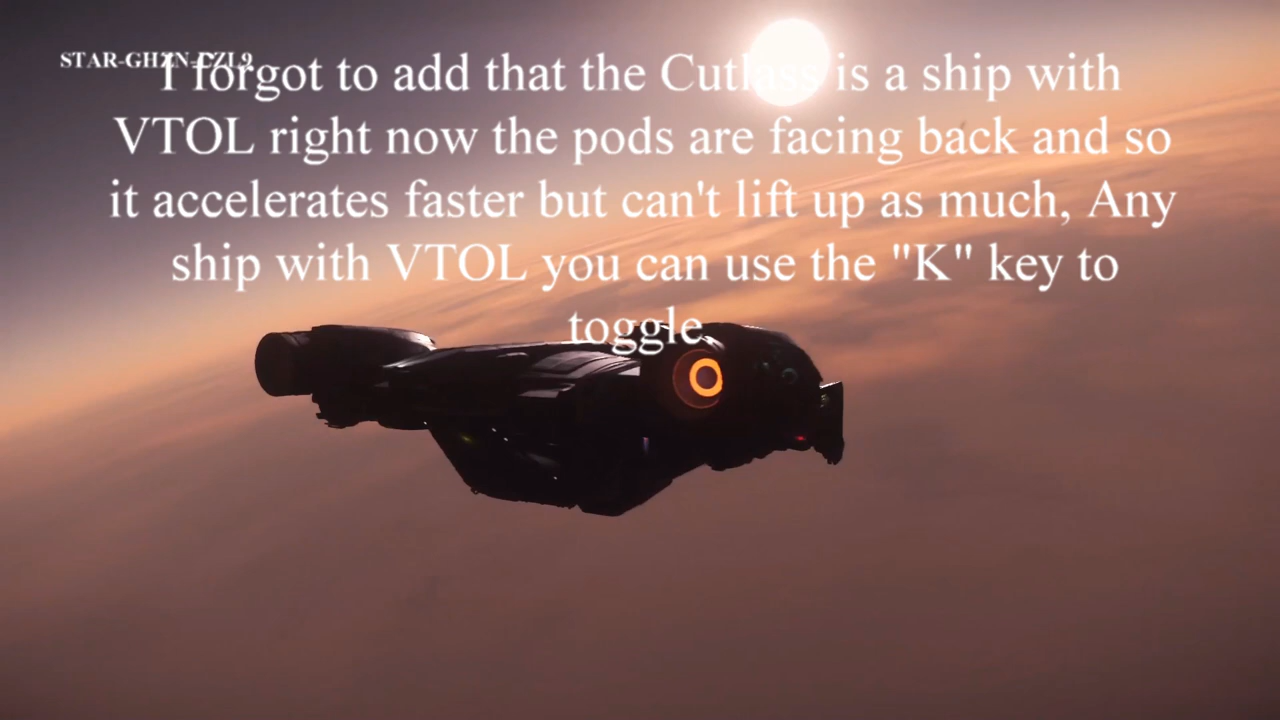 STAR-GHZN-CZL9
I forgot to add that the Cutlass is a ship with
VTOL right now the pods are facing back and so
it accelerates faster but can't lift up as much, Any
ship with VTOL you can use the "K" key to
toggle.